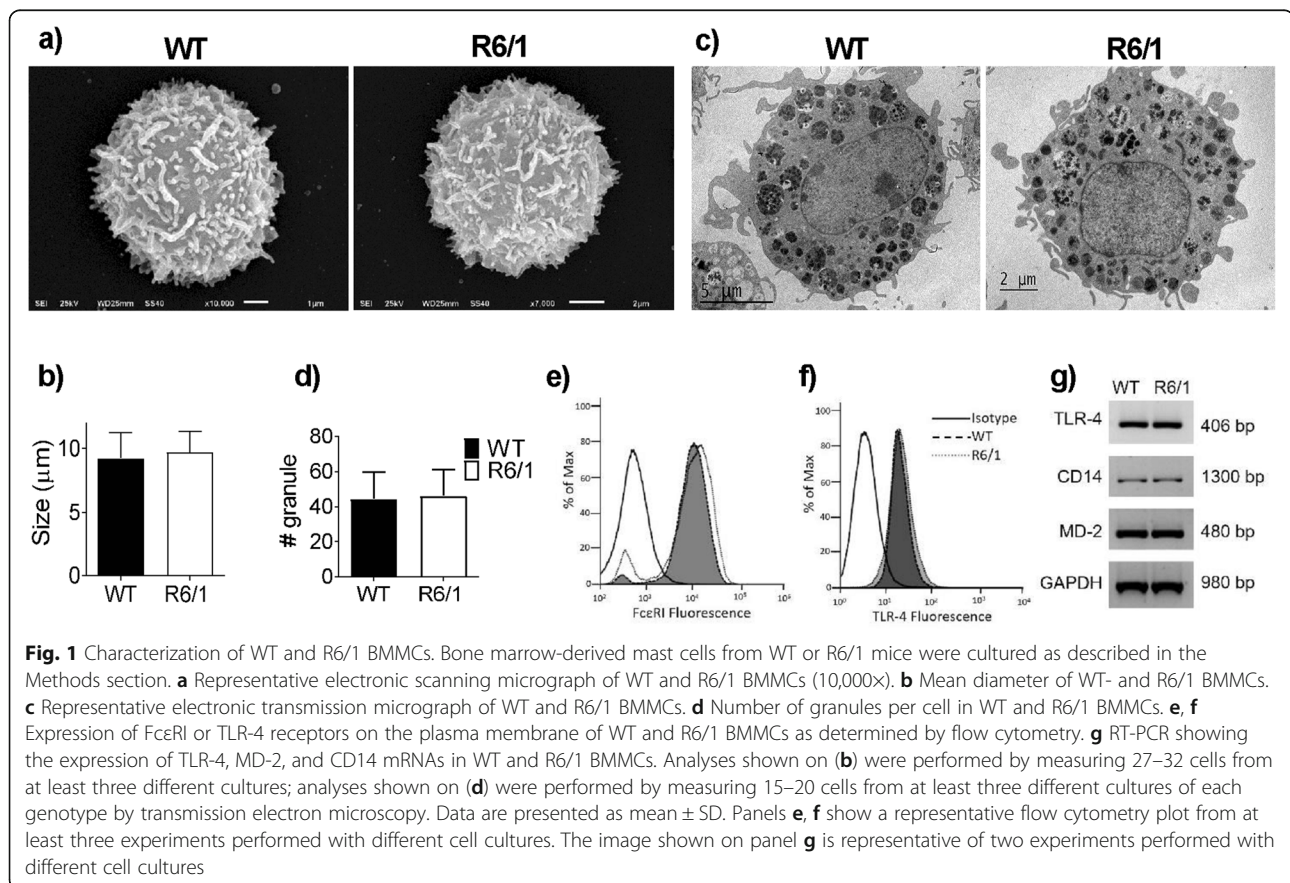 a)
WT
R6/1
SEI 25kV WD25mm SS40 x10,000 1μm
SEI 25kV WD25mm SS40 x7,000 2μm
c)
WT
R6/1
5 μm
2 μm
b)
Size (μm)
10
5
0
WT R6/1
d)
# granule
80
60
40
20
0
WT R6/1
WT
R6/1
e)
% of Max
100
80
60
40
20
0
10² 10³ 10⁴ 10⁵ 10⁶
FcεRI Fluorescence
f)
% of Max
100
80
60
40
20
0
10⁰ 10¹ 10² 10³ 10⁴
TLR-4 Fluorescence
Isotype
WT
R6/1
g)
WT R6/1
TLR-4 406 bp
CD14 1300 bp
MD-2 480 bp
GAPDH 980 bp
Fig. 1 Characterization of WT and R6/1 BMMCs. Bone marrow-derived mast cells from WT or R6/1 mice were cultured as described in the
Methods section. a Representative electronic scanning micrograph of WT and R6/1 BMMCs (10,000×). b Mean diameter of WT- and R6/1 BMMCs.
c Representative electronic transmission micrograph of WT and R6/1 BMMCs. d Number of granules per cell in WT and R6/1 BMMCs. e, f
Expression of FcεRI or TLR-4 receptors on the plasma membrane of WT and R6/1 BMMCs as determined by flow cytometry. g RT-PCR showing
the expression of TLR-4, MD-2, and CD14 mRNAs in WT and R6/1 BMMCs. Analyses shown on (b) were performed by measuring 27–32 cells from
at least three different cultures; analyses shown on (d) were performed by measuring 15–20 cells from at least three different cultures of each
genotype by transmission electron microscopy. Data are presented as mean ± SD. Panels e, f show a representative flow cytometry plot from at
least three experiments performed with different cell cultures. The image shown on panel g is representative of two experiments performed with
different cell cultures